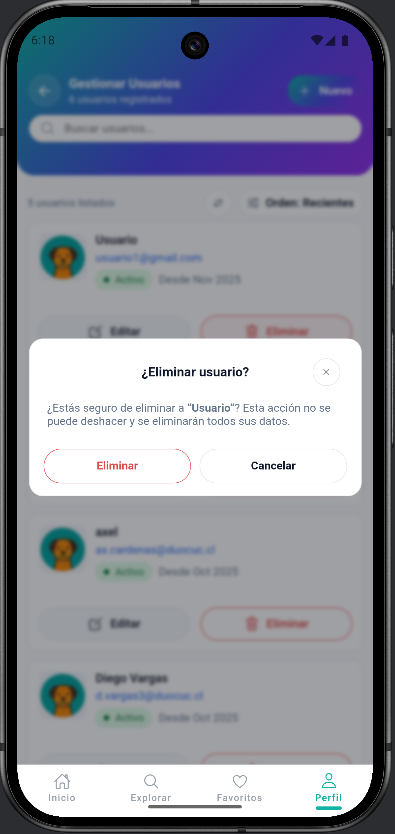 6:18
Gestionar Usuarios
6 usuarios registrados
Nuevo
Buscar usuarios...
5 usuarios listados
Orden: Recientes
Usuario
usuario1@gmail.com
Activo
Desde Nov 2025
Editar
Eliminar
¿Eliminar usuario?
¿Estás seguro de eliminar a "Usuario"? Esta acción no se
puede deshacer y se eliminarán todos sus datos.
Eliminar
Cancelar
axel
ax.cardenas@duocuc.cl
Activo
Desde Oct 2025
Editar
Eliminar
Diego Vargas
d.vargas3@duocuc.cl
Activo
Desde Oct 2025
Inicio
Explorar
Favoritos
Perfil